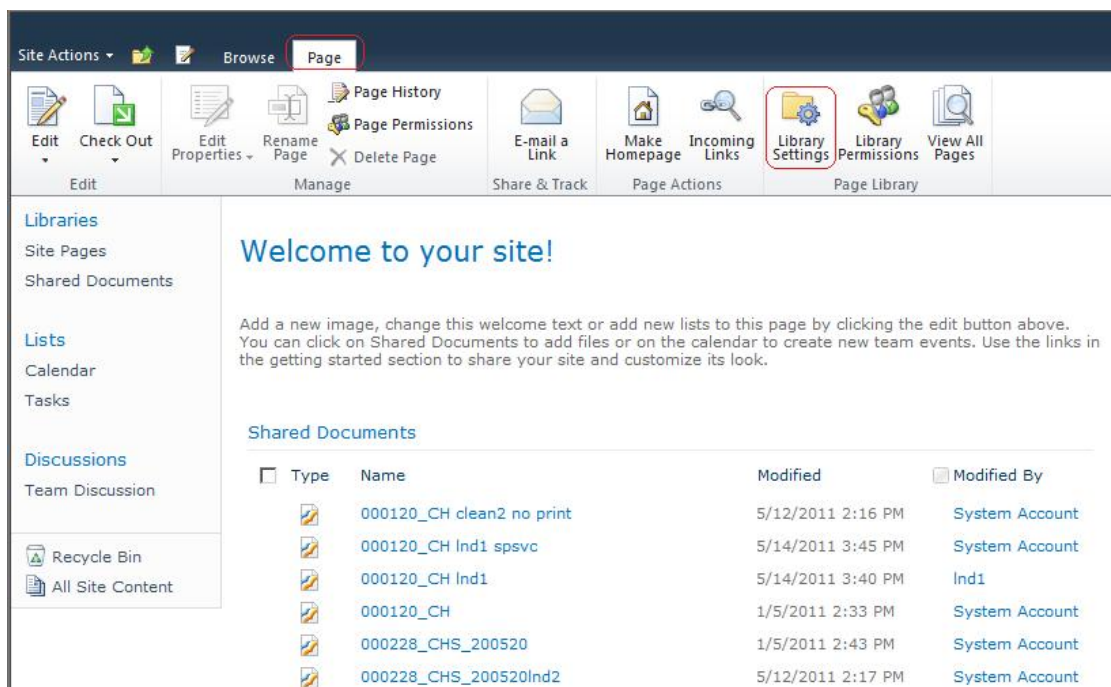 Site Actions
Browse
Page
Edit
Check Out
Edit Properties
Rename Page
Page History
Page Permissions
Delete Page
E-mail a Link
Make Homepage
Incoming Links
Library Settings
Library Permissions
View All Pages
Edit
Manage
Share & Track
Page Actions
Page Library
Libraries
Site Pages
Shared Documents
Lists
Calendar
Tasks
Discussions
Team Discussion
Recycle Bin
All Site Content
Welcome to your site!
Add a new image, change this welcome text or add new lists to this page by clicking the edit button above.
You can click on Shared Documents to add files or on the calendar to create new team events. Use the links in
the getting started section to share your site and customize its look.
Shared Documents
Type Name Modified Modified By
000120_CH clean2 no print 5/12/2011 2:16 PM System Account
000120_CH lnd1 spsvc 5/14/2011 3:45 PM System Account
000120_CH lnd1 5/14/2011 3:40 PM lnd1
000120_CH 1/5/2011 2:33 PM System Account
000228_CHS_200520 1/5/2011 2:43 PM System Account
000228_CHS_200520lnd2 5/12/2011 2:17 PM System Account